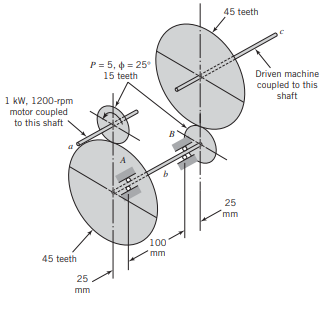 45 teeth
c
P = 5, ϕ = 25°
15 teeth
Driven machine
coupled to this
shaft
1 kW, 1200-rpm
motor coupled
to this shaft
a
A
B
b
25
mm
100
mm
45 teeth
25
mm